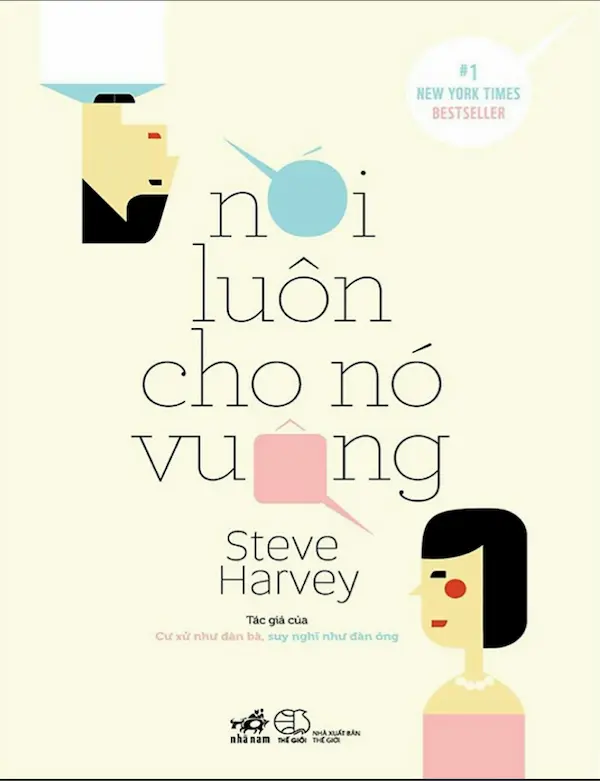 #1
NEW YORK TIMES
BESTSELLER
nói
luôn
cho nó
vuông
Steve
Harvey
Tác giả của
Cư xử như đàn bà, suy nghĩ như đàn ông
nhã nam
THẾ GIỚI
NHÀ XUẤT BẢN
THẾ GIỚI